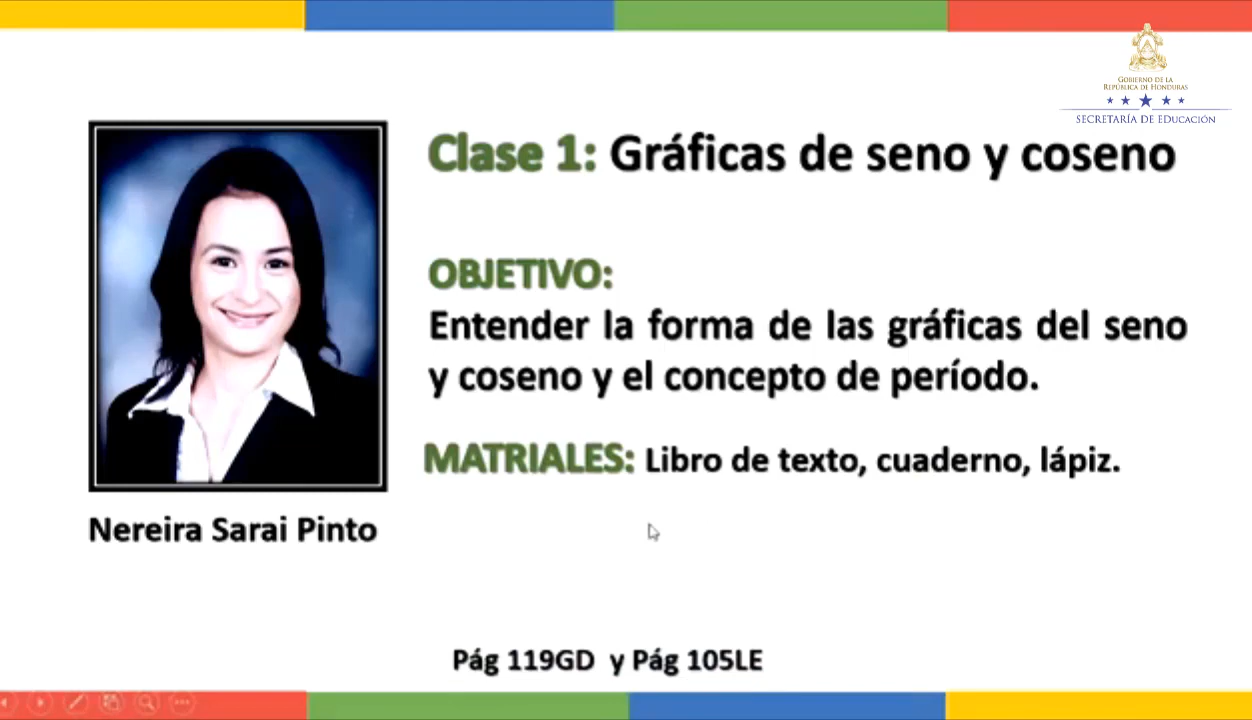 GOBIERNO DE LA
REPÚBLICA DE HONDURAS
SECRETARÍA DE EDUCACIÓN
Clase 1: Gráficas de seno y coseno
OBJETIVO:
Entender la forma de las gráficas del seno
y coseno y el concepto de período.
MATRIALES: Libro de texto, cuaderno, lápiz.
Nereira Sarai Pinto
Pág 119GD y Pág 105LE